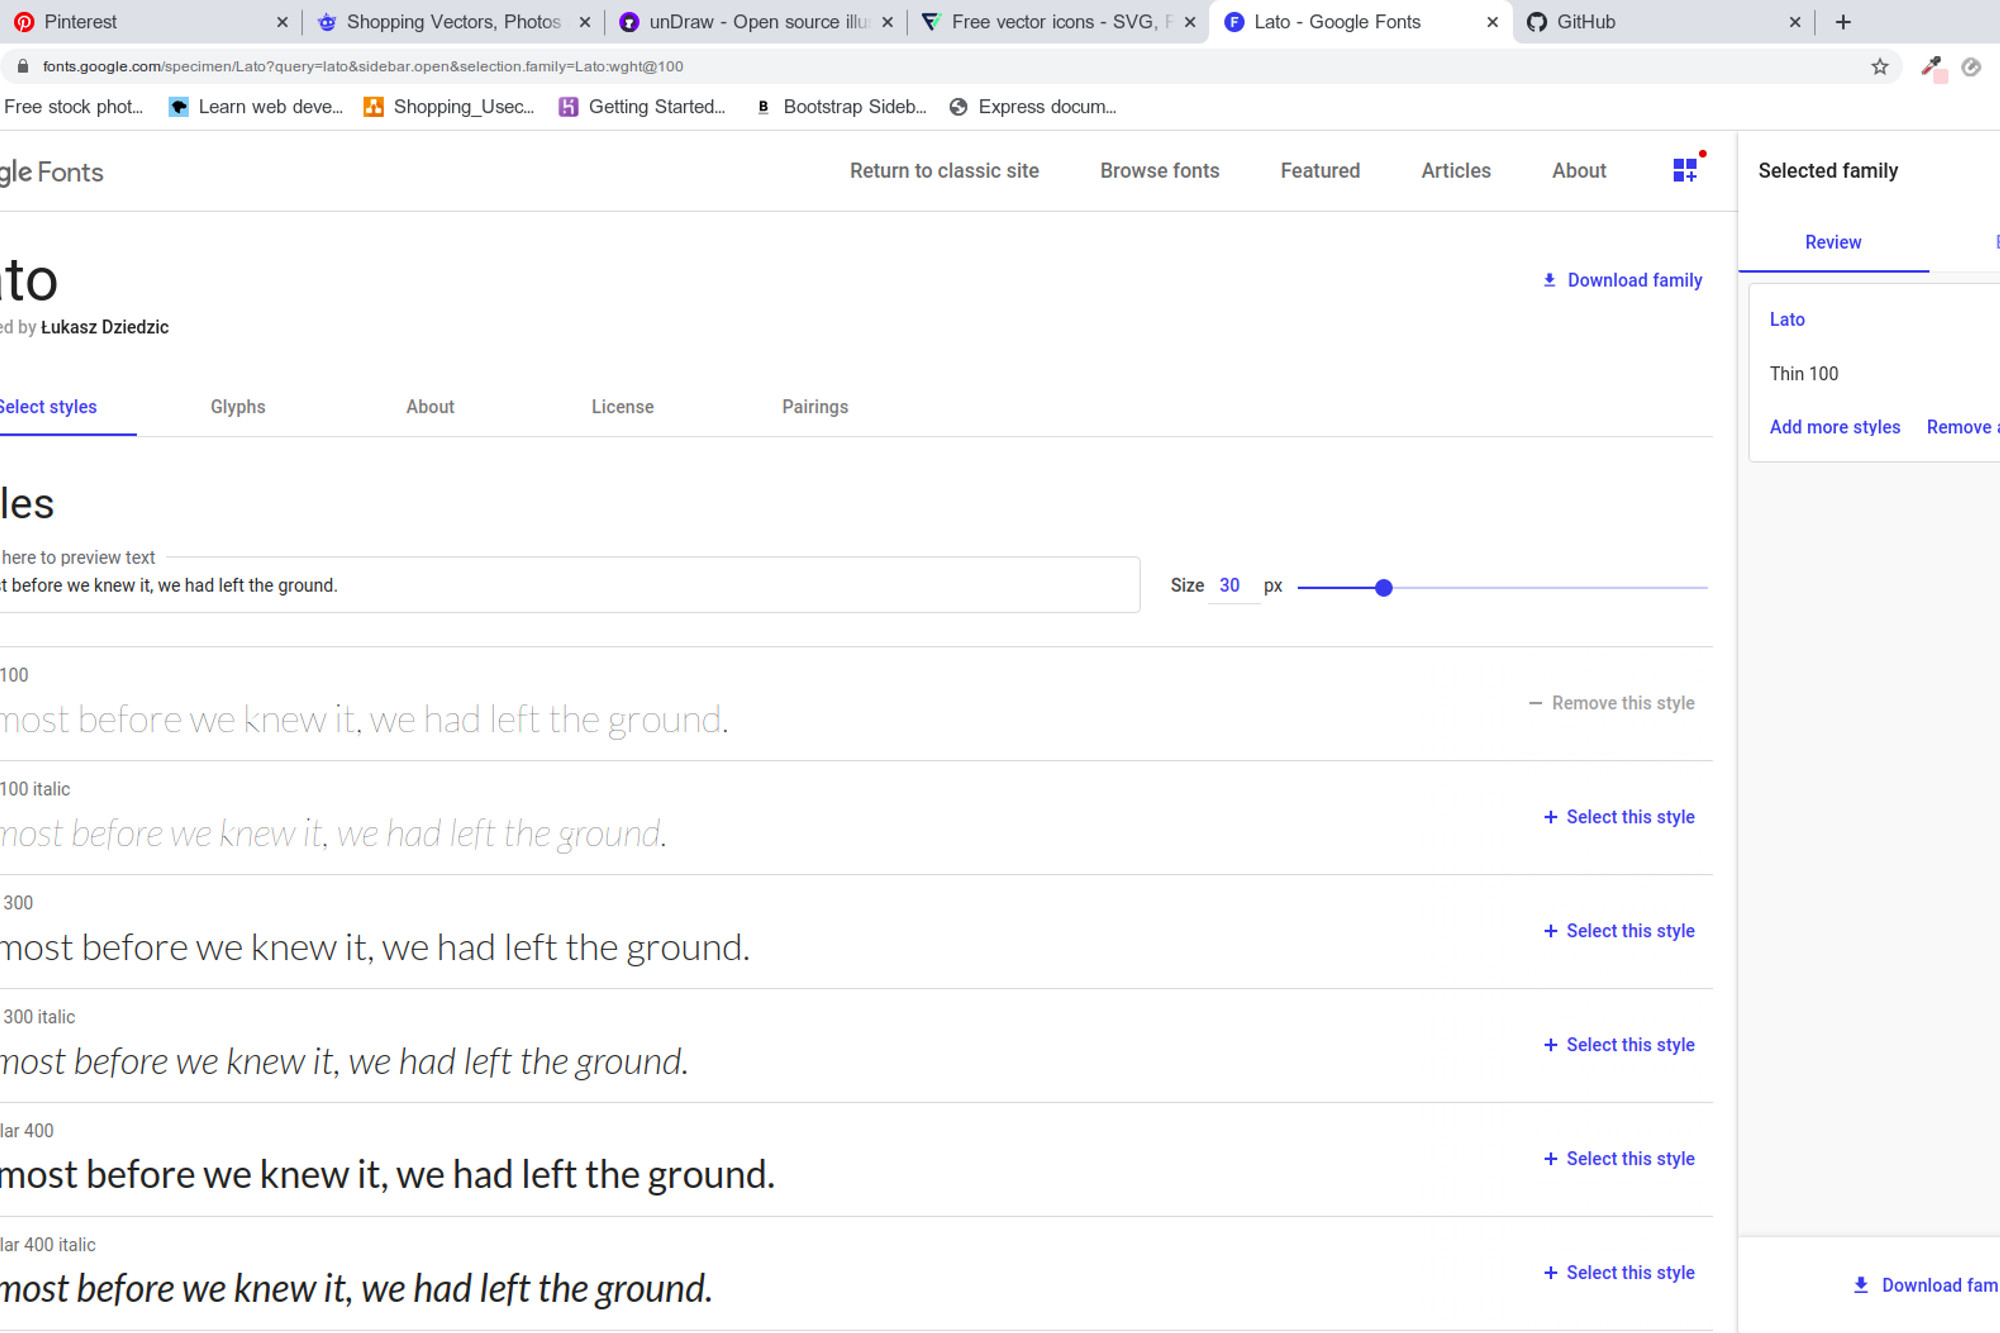 Pinterest
Shopping Vectors, Photos
unDraw - Open source illus
Free vector icons - SVG,
Lato - Google Fonts
GitHub
fonts.google.com/specimen/Lato?query=lato&sidebar.open&selection.family=Lato:wght@100
Free stock phot...
Learn web deve...
Shopping_Usec...
Getting Started...
B Bootstrap Sideb...
Express docum...
gle Fonts
Return to classic site
Browse fonts
Featured
Articles
About
Selected family
Review
ato
Download family
ed by Łukasz Dziedzic
Lato
Thin 100
Add more styles
Remove a
Select styles
Glyphs
About
License
Pairings
les
here to preview text
t before we knew it, we had left the ground.
Size 30 px
100
most before we knew it, we had left the ground.
Remove this style
100 italic
most before we knew it, we had left the ground.
Select this style
300
most before we knew it, we had left the ground.
Select this style
300 italic
most before we knew it, we had left the ground.
Select this style
lar 400
most before we knew it, we had left the ground.
Select this style
lar 400 italic
most before we knew it, we had left the ground.
Select this style
Download fam